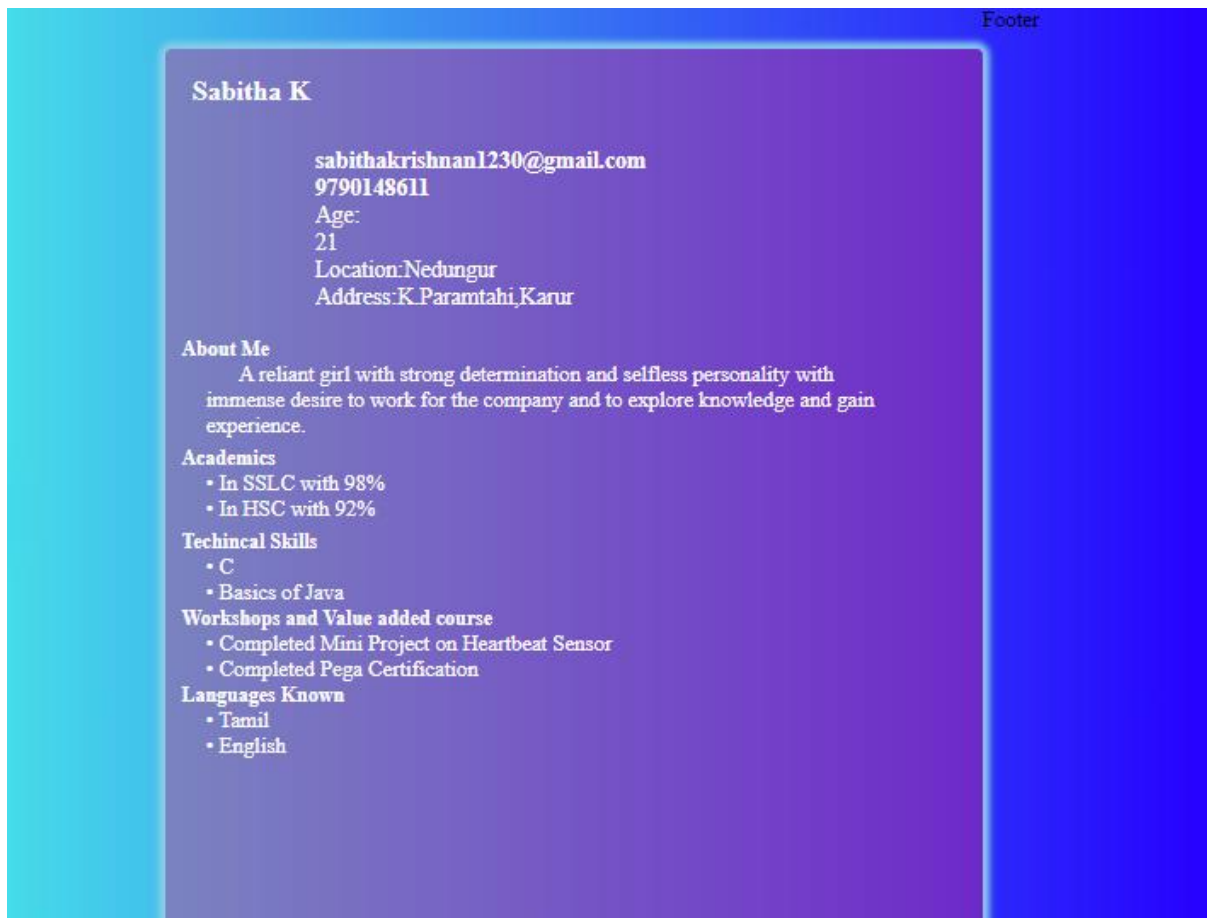 Footer
Sabitha K
sabithakrishnan1230@gmail.com
9790148611
Age:
21
Location:Nedungur
Address:K.Paramtahi,Karur
About Me
A reliant girl with strong determination and selfless personality with
immense desire to work for the company and to explore knowledge and gain
experience.
Academics
• In SSLC with 98%
• In HSC with 92%
Techincal Skills
• C
• Basics of Java
Workshops and Value added course
• Completed Mini Project on Heartbeat Sensor
• Completed Pega Certification
Languages Known
• Tamil
• English